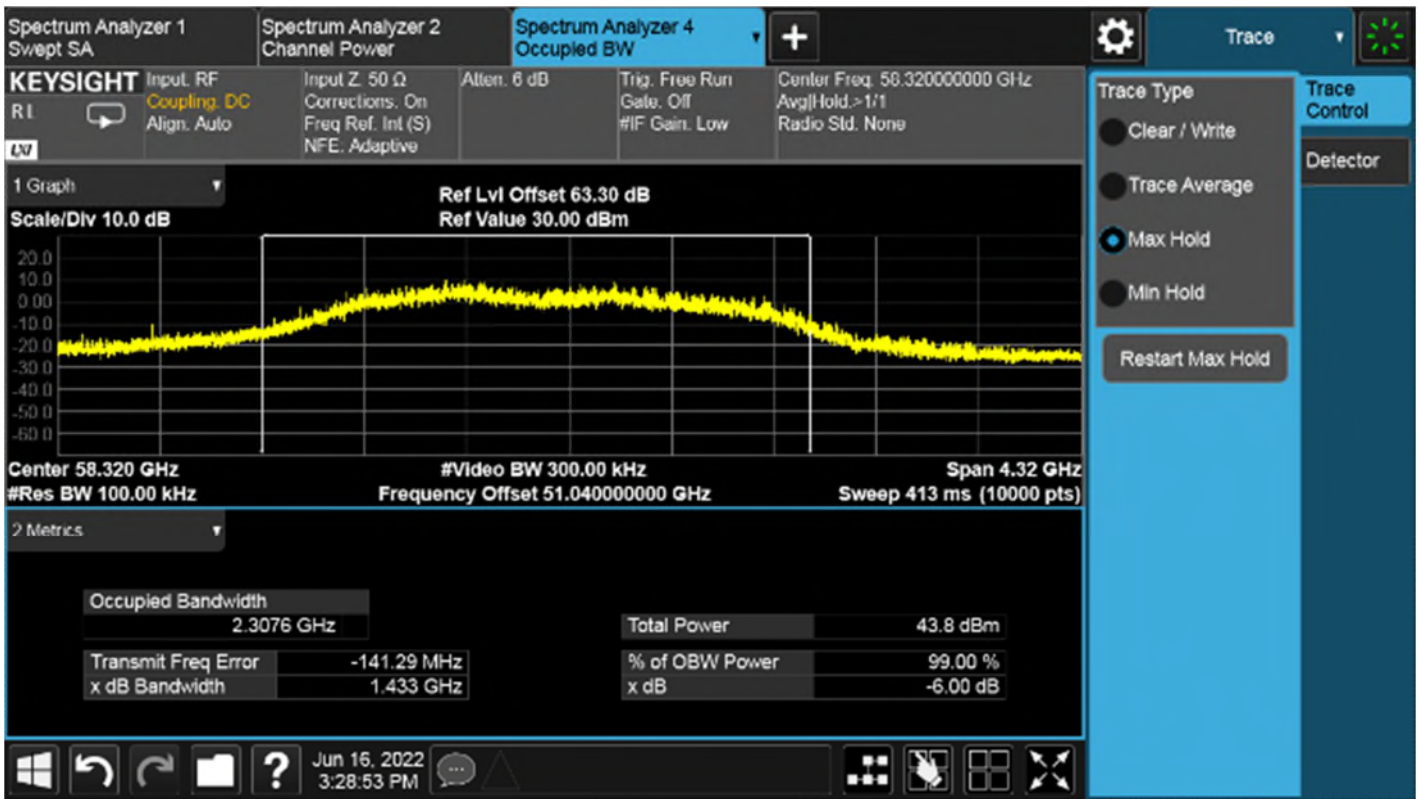 Spectrum Analyzer 1
Swept SA
Spectrum Analyzer 2
Channel Power
Spectrum Analyzer 4
Occupied BW
Trace
KEYSIGHT
Input: RF
Coupling: DC
Align: Auto
Input Z: 50 Ω
Corrections: On
Freq Ref: Int (S)
NFE: Adaptive
Atten: 6 dB
Trig: Free Run
Gate: Off
#IF Gain: Low
Center Freq: 58.320000000 GHz
Avg|Hold:>1/1
Radio Std: None
LXI
1 Graph
Scale/Div 10.0 dB
Ref Lvl Offset 63.30 dB
Ref Value 30.00 dBm
20.0
10.0
0.00
-10.0
-20.0
-30.0
-40.0
-50.0
-60.0
Center 58.320 GHz
#Res BW 100.00 kHz
#Video BW 300.00 kHz
Frequency Offset 51.040000000 GHz
Span 4.32 GHz
Sweep 413 ms (10000 pts)
2 Metrics
Occupied Bandwidth
2.3076 GHz
Transmit Freq Error -141.29 MHz
x dB Bandwidth 1.433 GHz
Total Power 43.8 dBm
% of OBW Power 99.00 %
x dB -6.00 dB
Trace Type
Clear / Write
Trace Average
Max Hold
Min Hold
Restart Max Hold
Trace
Control
Detector
?
Jun 16, 2022
3:28:53 PM